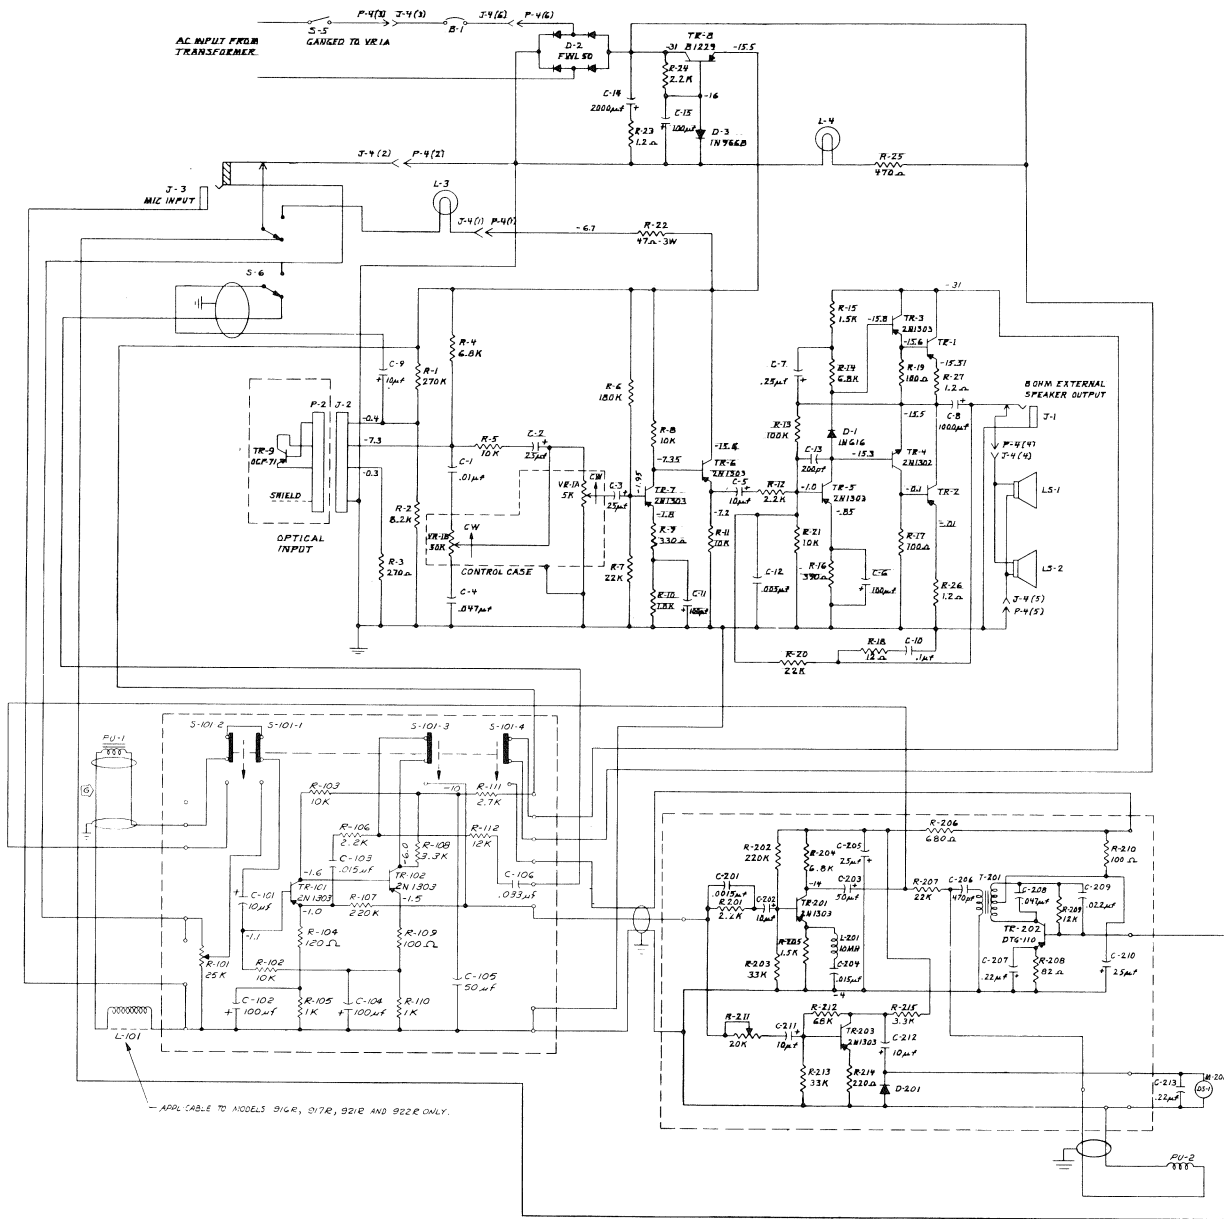 P-4(3) J-4(3) J-4(6) P-4(6)
S-5
B-1
AC INPUT FROM
TRANSFORMER
GANGED TO VR1A
D-2
FWL 50
TR-8
B1229
-31
-15.5
R-24
2.2K
-16
C-14
2000µf
C-15
100µf
R-23
1.2Ω
D-3
1N966B
L-4
R-25
470Ω
J-4(2) P-4(2)
J-3
MIC INPUT
L-3
J-4(1) P-4(1)
-6.7
R-22
47Ω-3W
S-6
-31
R-15
1.5K
-15.8
TR-3
2N1303
TR-1
-15.6
-15.51
R-4
6.8K
C-9
10µf
R-1
270K
C-7
.25µf
R-14
6.8K
R-19
100Ω
R-27
1.2Ω
8 OHM EXTERNAL
SPEAKER OUTPUT
P-2
J-2
R-6
180K
-15.5
C-8
1000µf
J-1
-0.4
R-13
100K
D-1
1N616
P-4(4)
J-4(4)
-7.3
R-5
10K
C-2
25µf
R-8
10K
TR-9
OCP-71
-7.35
TR-6
2N1303
C-13
200pf
-15.3
TR-4
2N1302
LS-1
C-1
.01µf
VR-1A
5K
CW
C-3
25µf
-1.95
TR-7
2N1303
C-5
10µf
R-12
2.2K
-1.0
TR-5
2N1303
-0.1
TR-2
-0.3
SHIELD
R-2
8.2K
-1.8
-7.2
-.85
-.01
OPTICAL
INPUT
VR-1B
50K
CW
R-9
330Ω
R-11
10K
R-21
10K
R-17
100Ω
LS-2
R-3
270Ω
CONTROL CASE
R-7
22K
C-12
.005µf
R-16
390Ω
C-6
100µf
R-26
1.2Ω
C-4
.047µf
R-10
1.8K
C-11
100µf
J-4(5)
P-4(5)
R-20
22K
R-18
12Ω
C-10
.1µf
S-101-2
S-101-1
S-101-3
S-101-4
PU-1
G
R-103
10K
-10
R-111
2.7K
R-106
2.2K
R-112
12K
R-108
3.3K
-6.0
C-103
.015µf
-1.6
TR-101
2N1303
TR-102
2N1303
C-106
.033µf
C-101
10µf
-1.0
R-107
220K
-1.5
-1.1
R-104
120Ω
R-109
100Ω
R-101
25K
R-102
10K
C-105
50µf
C-102
100µf
R-105
1K
C-104
100µf
R-110
1K
L-101
APPLICABLE TO MODELS 916R, 917R, 921R AND 922R ONLY.
R-206
680Ω
R-202
220K
R-204
6.8K
C-205
25µf
R-210
100Ω
C-201
.0015µf
-14
C-203
50µf
R-207
22K
C-206
470pf
T-201
C-208
.047µf
C-209
.022µf
R-201
C-202
10µf
TR-201
2N1303
R-209
12K
TR-202
DTG-110
R-205
1.5K
L-201
10MH
R-203
33K
C-204
.015µf
C-207
.22µf
R-208
82Ω
C-210
25µf
-4
R-212
68K
R-215
3.3K
R-211
20K
C-211
10µf
TR-203
2N1303
C-212
10µf
R-213
33K
R-214
220Ω
D-201
C-213
.22µf
DS-1
PU-2